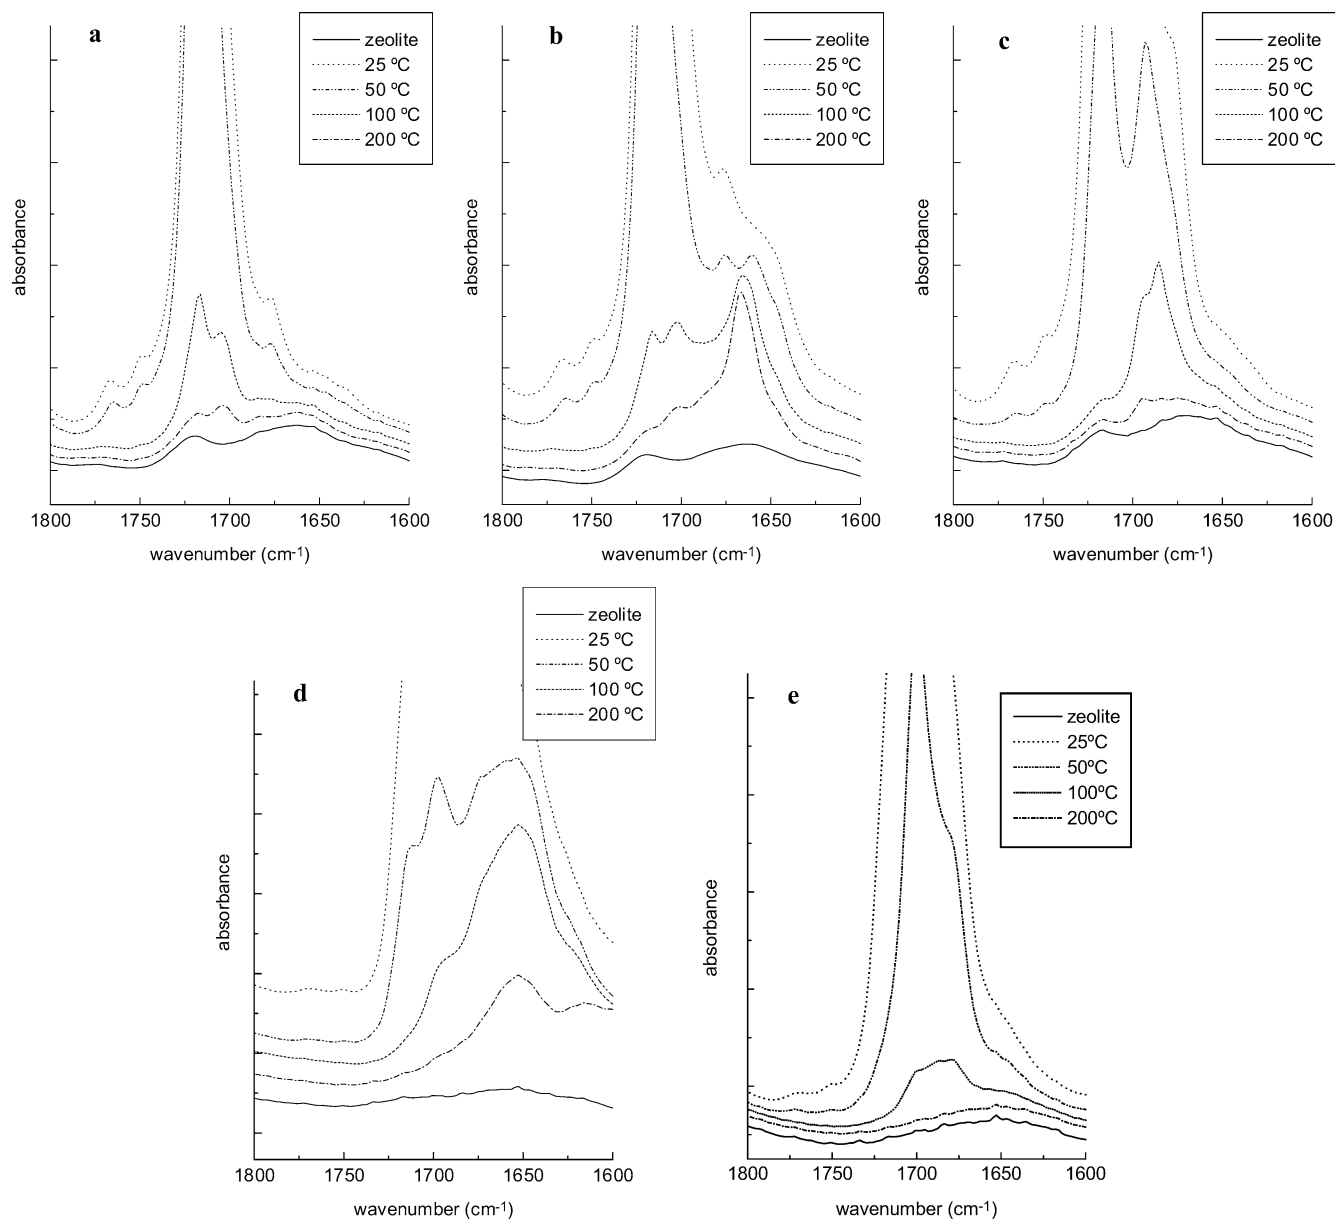 a
zeolite
25 ºC
50 ºC
100 ºC
200 ºC
absorbance
1800 1750 1700 1650 1600
wavenumber (cm-1)
b
zeolite
25 ºC
50 ºC
100 ºC
200 ºC
absorbance
1800 1750 1700 1650 1600
wavenumber (cm-1)
c
zeolite
25 ºC
50 ºC
100 ºC
200 ºC
absorbance
1800 1750 1700 1650 1600
wavenumber (cm-1)
d
zeolite
25 ºC
50 ºC
100 ºC
200 ºC
absorbance
1800 1750 1700 1650 1600
wavenumber (cm-1)
e
zeolite
25ºC
50ºC
100ºC
200ºC
absorbance
1800 1750 1700 1650 1600
wavenumber (cm-1)